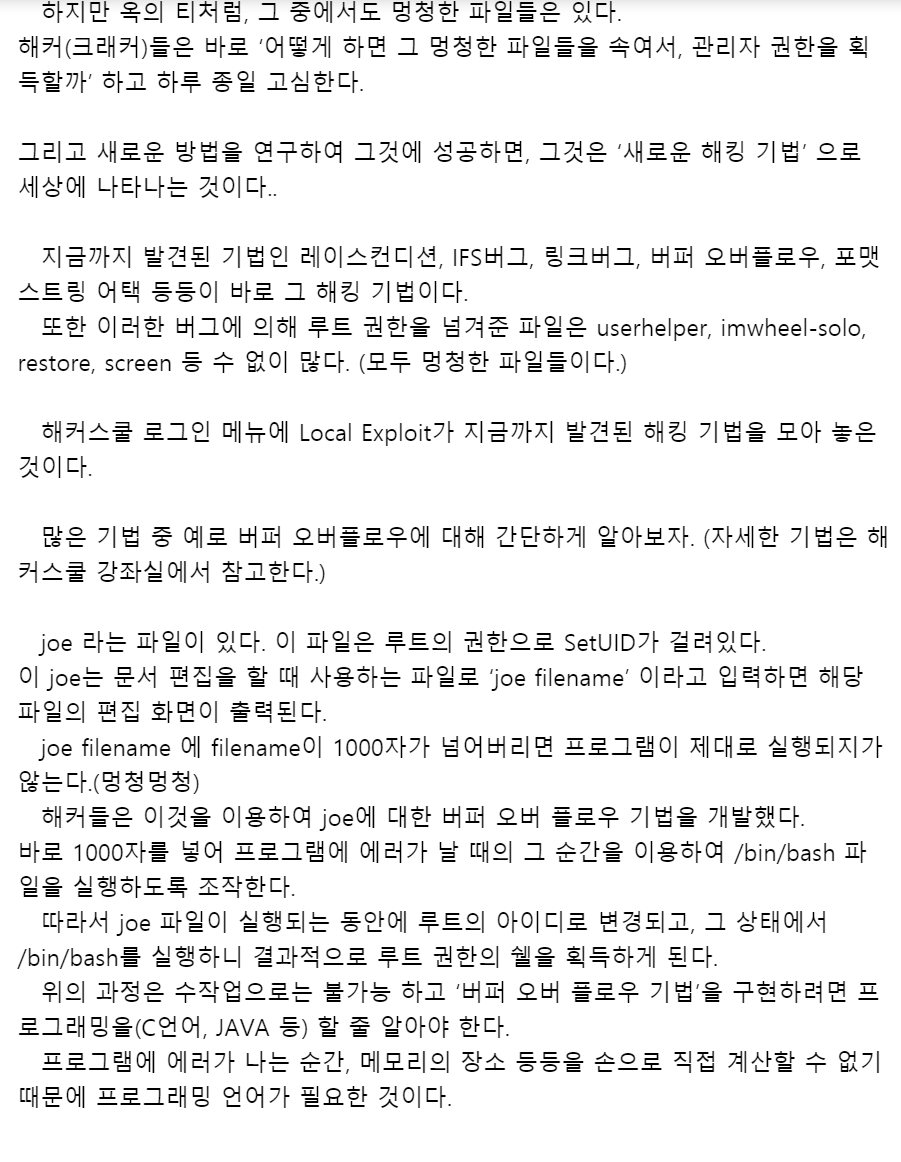 하지만 옥의 티처럼, 그 중에서도 멍청한 파일들은 있다.
해커(크래커)들은 바로 ‘어떻게 하면 그 멍청한 파일들을 속여서, 관리자 권한을 획
득할까’ 하고 하루 종일 고심한다.
그리고 새로운 방법을 연구하여 그것에 성공하면, 그것은 ‘새로운 해킹 기법’ 으로
세상에 나타나는 것이다..
지금까지 발견된 기법인 레이스컨디션, IFS버그, 링크버그, 버퍼 오버플로우, 포맷
스트링 어택 등등이 바로 그 해킹 기법이다.
또한 이러한 버그에 의해 루트 권한을 넘겨준 파일은 userhelper, imwheel-solo,
restore, screen 등 수 없이 많다. (모두 멍청한 파일들이다.)
해커스쿨 로그인 메뉴에 Local Exploit가 지금까지 발견된 해킹 기법을 모아 놓은
것이다.
많은 기법 중 예로 버퍼 오버플로우에 대해 간단하게 알아보자. (자세한 기법은 해
커스쿨 강좌실에서 참고한다.)
joe 라는 파일이 있다. 이 파일은 루트의 권한으로 SetUID가 걸려있다.
이 joe는 문서 편집을 할 때 사용하는 파일로 ‘joe filename’ 이라고 입력하면 해당
파일의 편집 화면이 출력된다.
joe filename 에 filename이 1000자가 넘어버리면 프로그램이 제대로 실행되지가
않는다.(멍청멍청)
해커들은 이것을 이용하여 joe에 대한 버퍼 오버 플로우 기법을 개발했다.
바로 1000자를 넣어 프로그램에 에러가 날 때의 그 순간을 이용하여 /bin/bash 파
일을 실행하도록 조작한다.
따라서 joe 파일이 실행되는 동안에 루트의 아이디로 변경되고, 그 상태에서
/bin/bash를 실행하니 결과적으로 루트 권한의 쉘을 획득하게 된다.
위의 과정은 수작업으로는 불가능 하고 ‘버퍼 오버 플로우 기법’을 구현하려면 프
로그래밍을(C언어, JAVA 등) 할 줄 알아야 한다.
프로그램에 에러가 나는 순간, 메모리의 장소 등등을 손으로 직접 계산할 수 없기
때문에 프로그래밍 언어가 필요한 것이다.